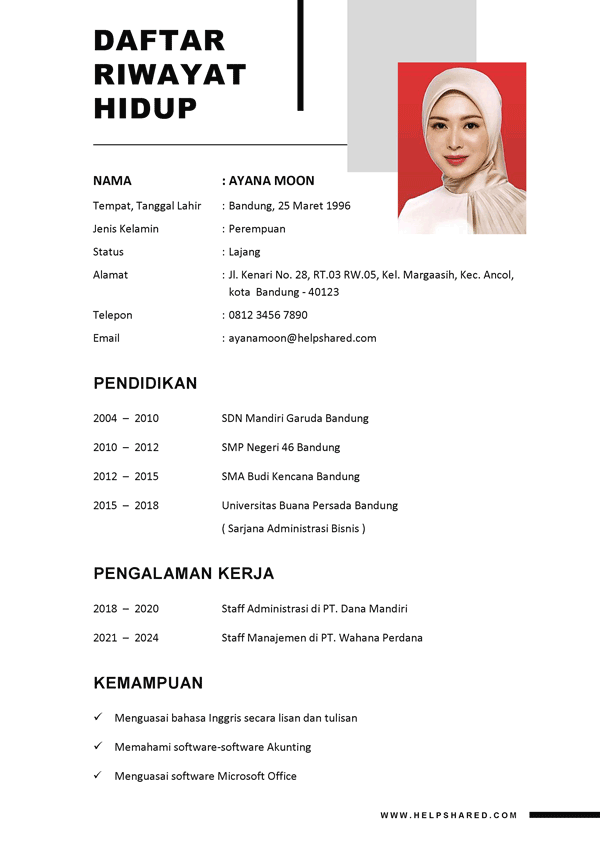 DAFTAR
RIWAYAT
HIDUP
NAMA : AYANA MOON
Tempat, Tanggal Lahir : Bandung, 25 Maret 1996
Jenis Kelamin : Perempuan
Status : Lajang
Alamat : Jl. Kenari No. 28, RT.03 RW.05, Kel. Margaasih, Kec. Ancol,
kota Bandung - 40123
Telepon : 0812 3456 7890
Email : ayanamoon@helpshared.com
PENDIDIKAN
2004 – 2010 SDN Mandiri Garuda Bandung
2010 – 2012 SMP Negeri 46 Bandung
2012 – 2015 SMA Budi Kencana Bandung
2015 – 2018 Universitas Buana Persada Bandung
( Sarjana Administrasi Bisnis )
PENGALAMAN KERJA
2018 – 2020 Staff Administrasi di PT. Dana Mandiri
2021 – 2024 Staff Manajemen di PT. Wahana Perdana
KEMAMPUAN
✓ Menguasai bahasa Inggris secara lisan dan tulisan
✓ Memahami software-software Akunting
✓ Menguasai software Microsoft Office
WWW.HELPSHARED.COM